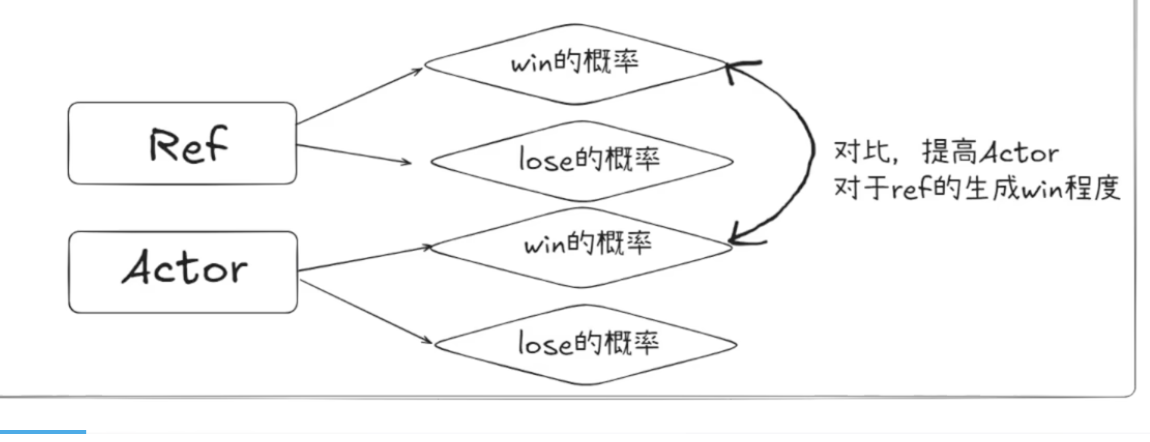 win的概率
Ref
lose的概率
对比，提高Actor
对于ref的生成win程度
win的概率
Actor
lose的概率